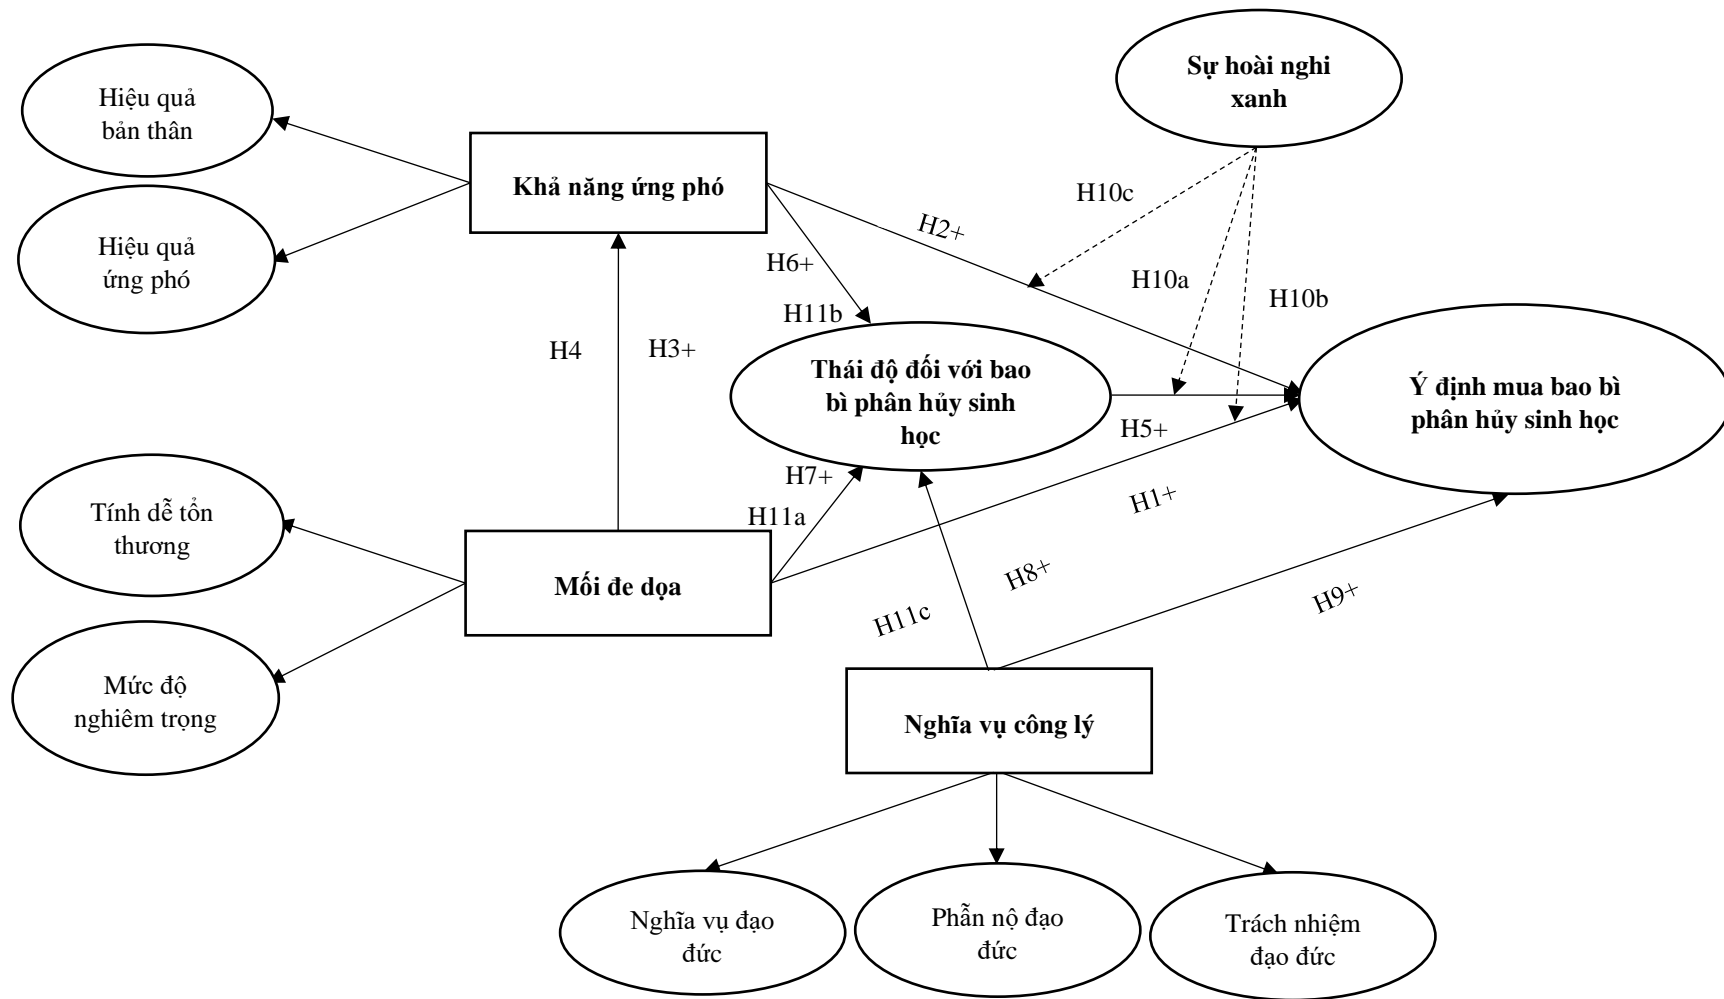 Sự hoài nghi
xanh
Hiệu quả
bản thân
Khả năng ứng phó
H10c
H2+
Hiệu quả
ứng phó
H6+
H10a
H10b
H11b
H4
H3+
Thái độ đối với bao
bì phân hủy sinh
học
Ý định mua bao bì
phân hủy sinh học
H5+
H7+
H1+
H11a
Tính dễ tổn
thương
Mối đe dọa
H8+
H9+
H11c
Mức độ
nghiêm trọng
Nghĩa vụ công lý
Nghĩa vụ đạo
đức
Phẫn nộ đạo
đức
Trách nhiệm
đạo đức